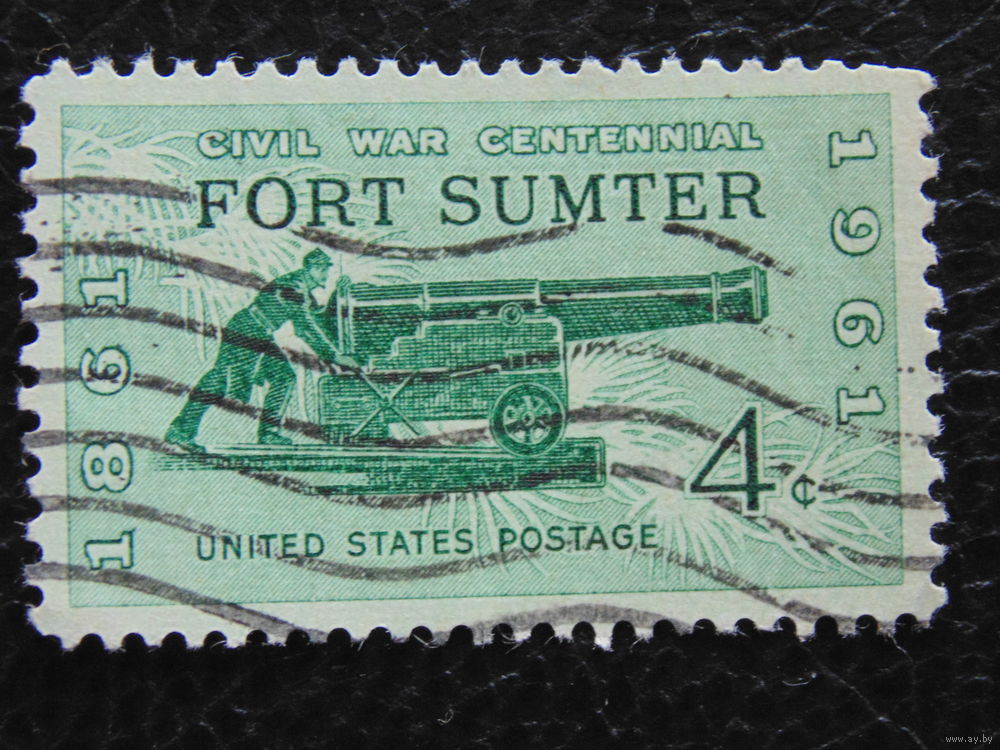 CIVIL WAR CENTENNIAL
FORT SUMTER
1861
1961
4¢
UNITED STATES POSTAGE
www.ay.by